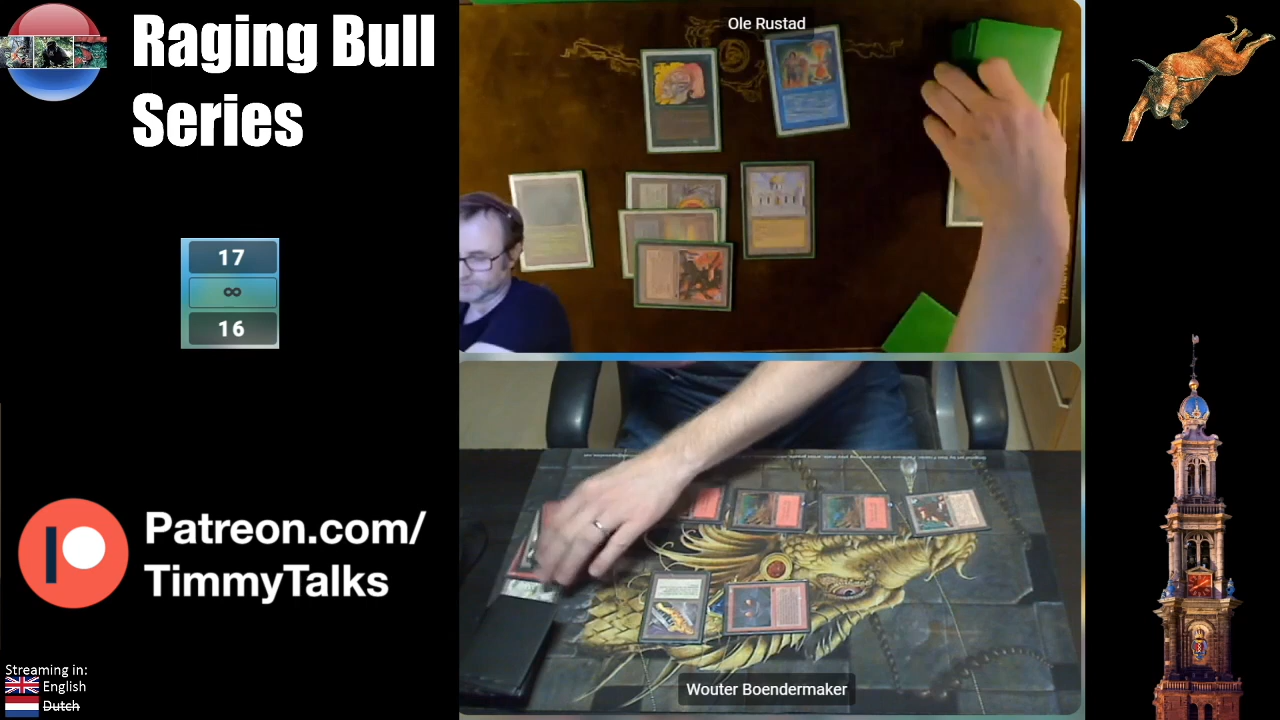 Raging Bull
Series
17
∞
16
Patreon.com/
TimmyTalks
Streaming in:
English
Dutch
Ole Rustad
Wouter Boendermaker